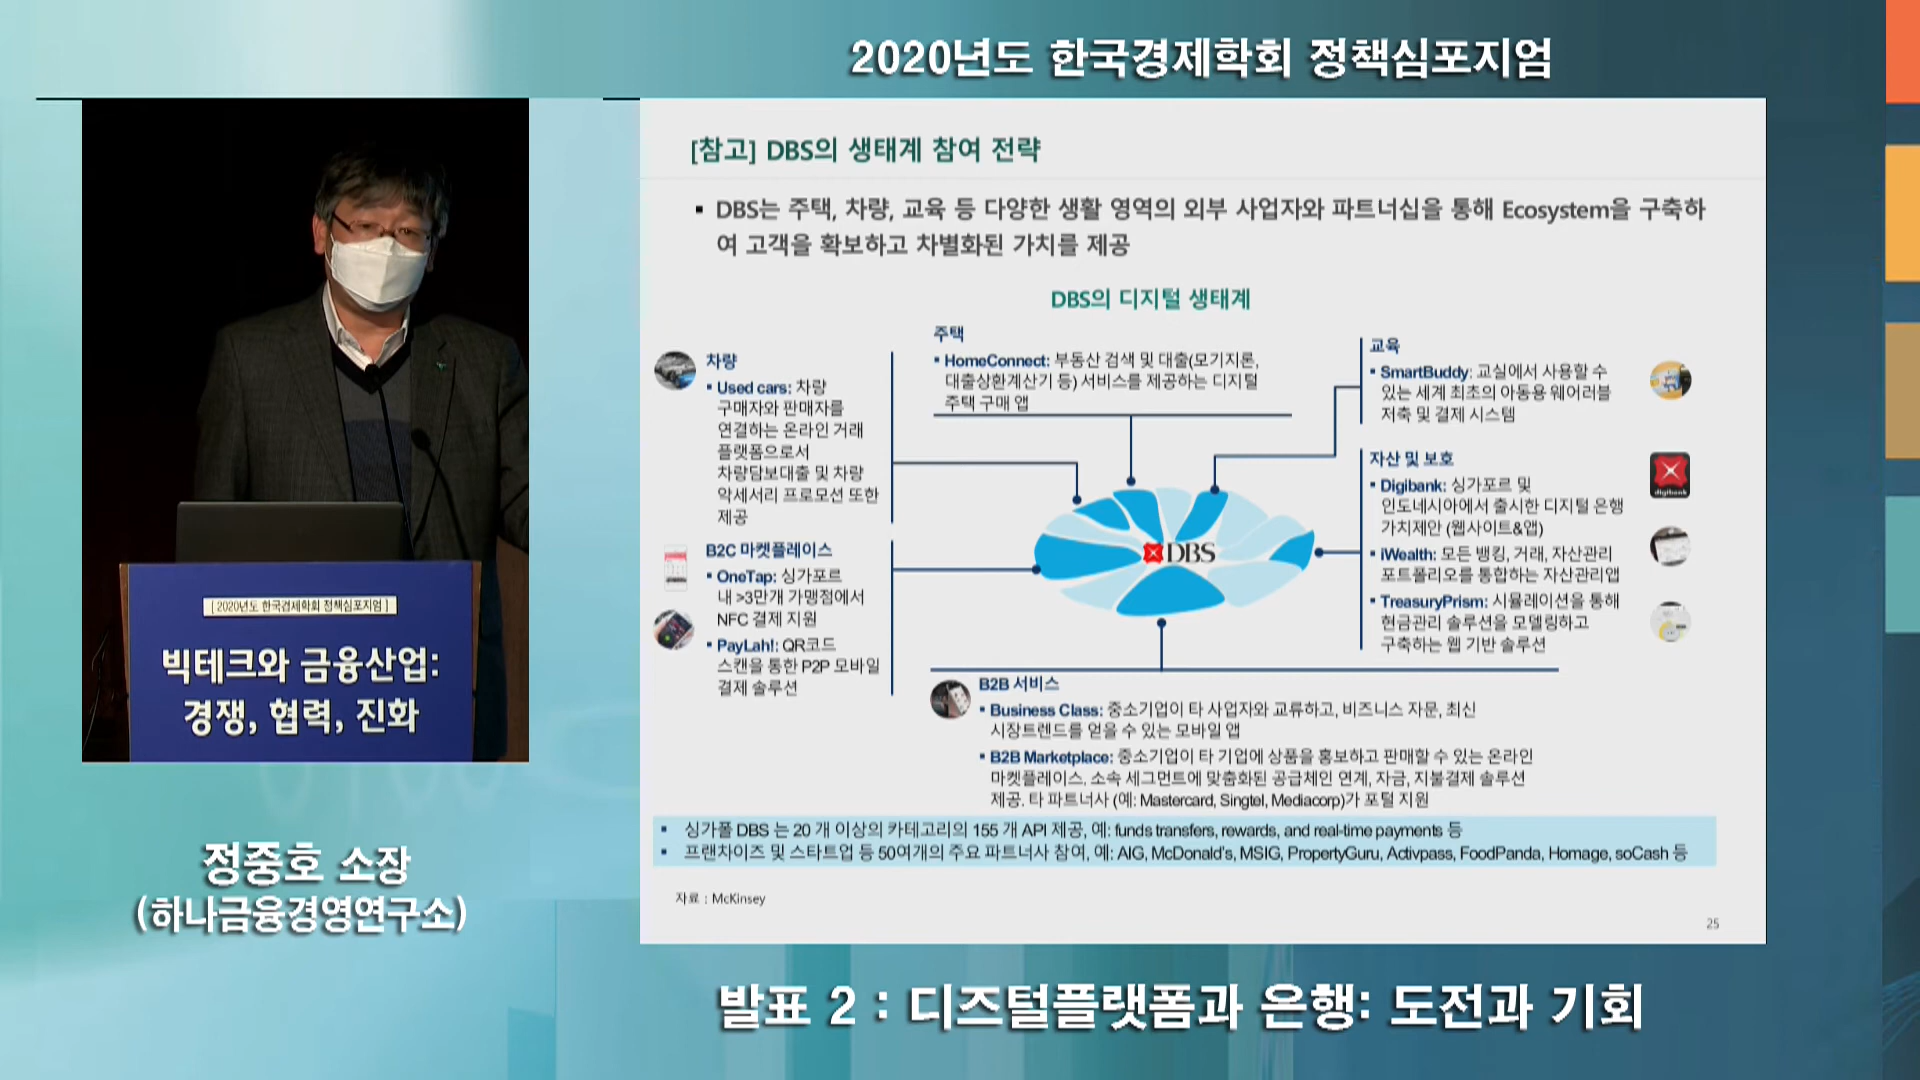 2020년도 한국경제학회 정책심포지엄
[참고] DBS의 생태계 참여 전략
▪ DBS는 주택, 차량, 교육 등 다양한 생활 영역의 외부 사업자와 파트너십을 통해 Ecosystem을 구축하
여 고객을 확보하고 차별화된 가치를 제공
DBS의 디지털 생태계
차량
▪ Used cars: 차량
구매자와 판매자를
연결하는 온라인 거래
플랫폼으로서
차량담보대출 및 차량
악세서리 프로모션 또한
제공
B2C 마켓플레이스
▪ OneTap: 싱가포르
내 >3만개 가맹점에서
NFC 결제 지원
▪ PayLah!: QR코드
스캔을 통한 P2P 모바일
결제 솔루션
주택
▪ HomeConnect: 부동산 검색 및 대출(모기지론,
대출상환계산기 등) 서비스를 제공하는 디지털
주택 구매 앱
DBS
교육
▪ SmartBuddy: 교실에서 사용할 수
있는 세계 최초의 아동용 웨어러블
저축 및 결제 시스템
자산 및 보호
▪ Digibank: 싱가포르 및
인도네시아에서 출시한 디지털 은행
가치제안 (웹사이트&앱)
▪ iWealth: 모든 뱅킹, 거래, 자산관리
포트폴리오를 통합하는 자산관리앱
▪ TreasuryPrism: 시뮬레이션을 통해
현금관리 솔루션을 모델링하고
구축하는 웹 기반 솔루션
digibank
B2B 서비스
▪ Business Class: 중소기업이 타 사업자와 교류하고, 비즈니스 자문, 최신
시장트렌드를 얻을 수 있는 모바일 앱
▪ B2B Marketplace: 중소기업이 타 기업에 상품을 홍보하고 판매할 수 있는 온라인
마켓플레이스. 소속 세그먼트에 맞춤화된 공급체인 연계, 자금, 지불결제 솔루션
제공. 타 파트너사 (예: Mastercard, Singtel, Mediacorp)가 포털 지원
▪ 싱가폴 DBS 는 20 개 이상의 카테고리의 155 개 API 제공, 예: funds transfers, rewards, and real-time payments 등
▪ 프랜차이즈 및 스타트업 등 50여개의 주요 파트너사 참여, 예: AIG, McDonald's, MSIG, PropertyGuru, Activpass, FoodPanda, Homage, soCash 등
자료 : McKinsey
25
[ 2020년도 한국경제학회 정책심포지엄 ]
빅테크와 금융산업:
경쟁, 협력, 진화
정중호 소장
(하나금융경영연구소)
발표 2 : 디즈털플랫폼과 은행: 도전과 기회